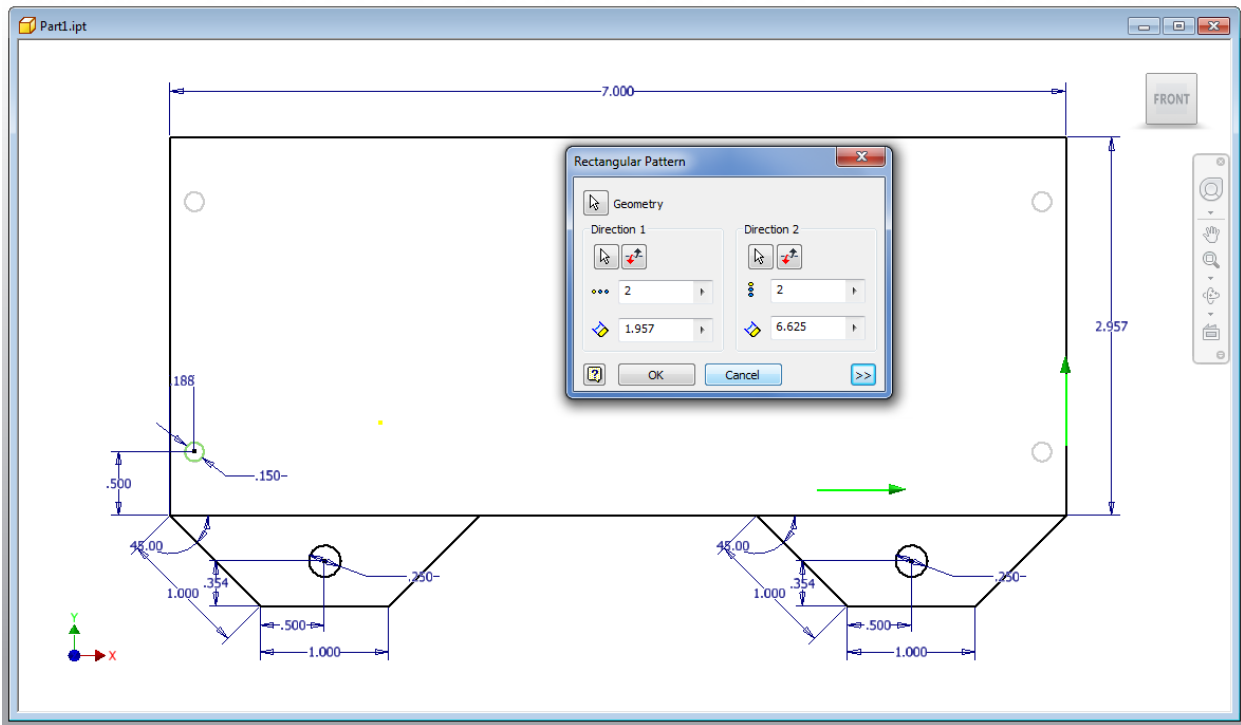 Part1.ipt
7.000
FRONT
Rectangular Pattern
Geometry
Direction 1
Direction 2
2
2
1.957
6.625
OK
Cancel
>>
2.957
.188
.150
.500
45.00
.354
1.000
.250
.500
1.000
45.00
.354
1.000
.250
.500
1.000
Y
X